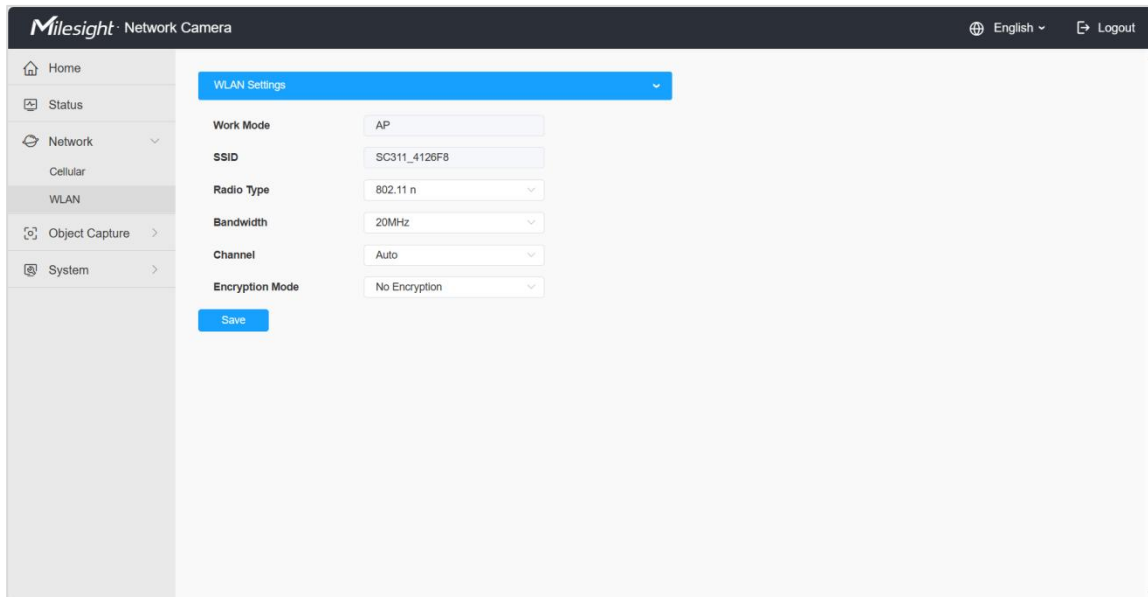 Milesight Network Camera
English
Logout
Home
Status
Network
Cellular
WLAN
Object Capture
System
WLAN Settings
Work Mode AP
SSID SC311_4126F8
Radio Type 802.11 n
Bandwidth 20MHz
Channel Auto
Encryption Mode No Encryption
Save